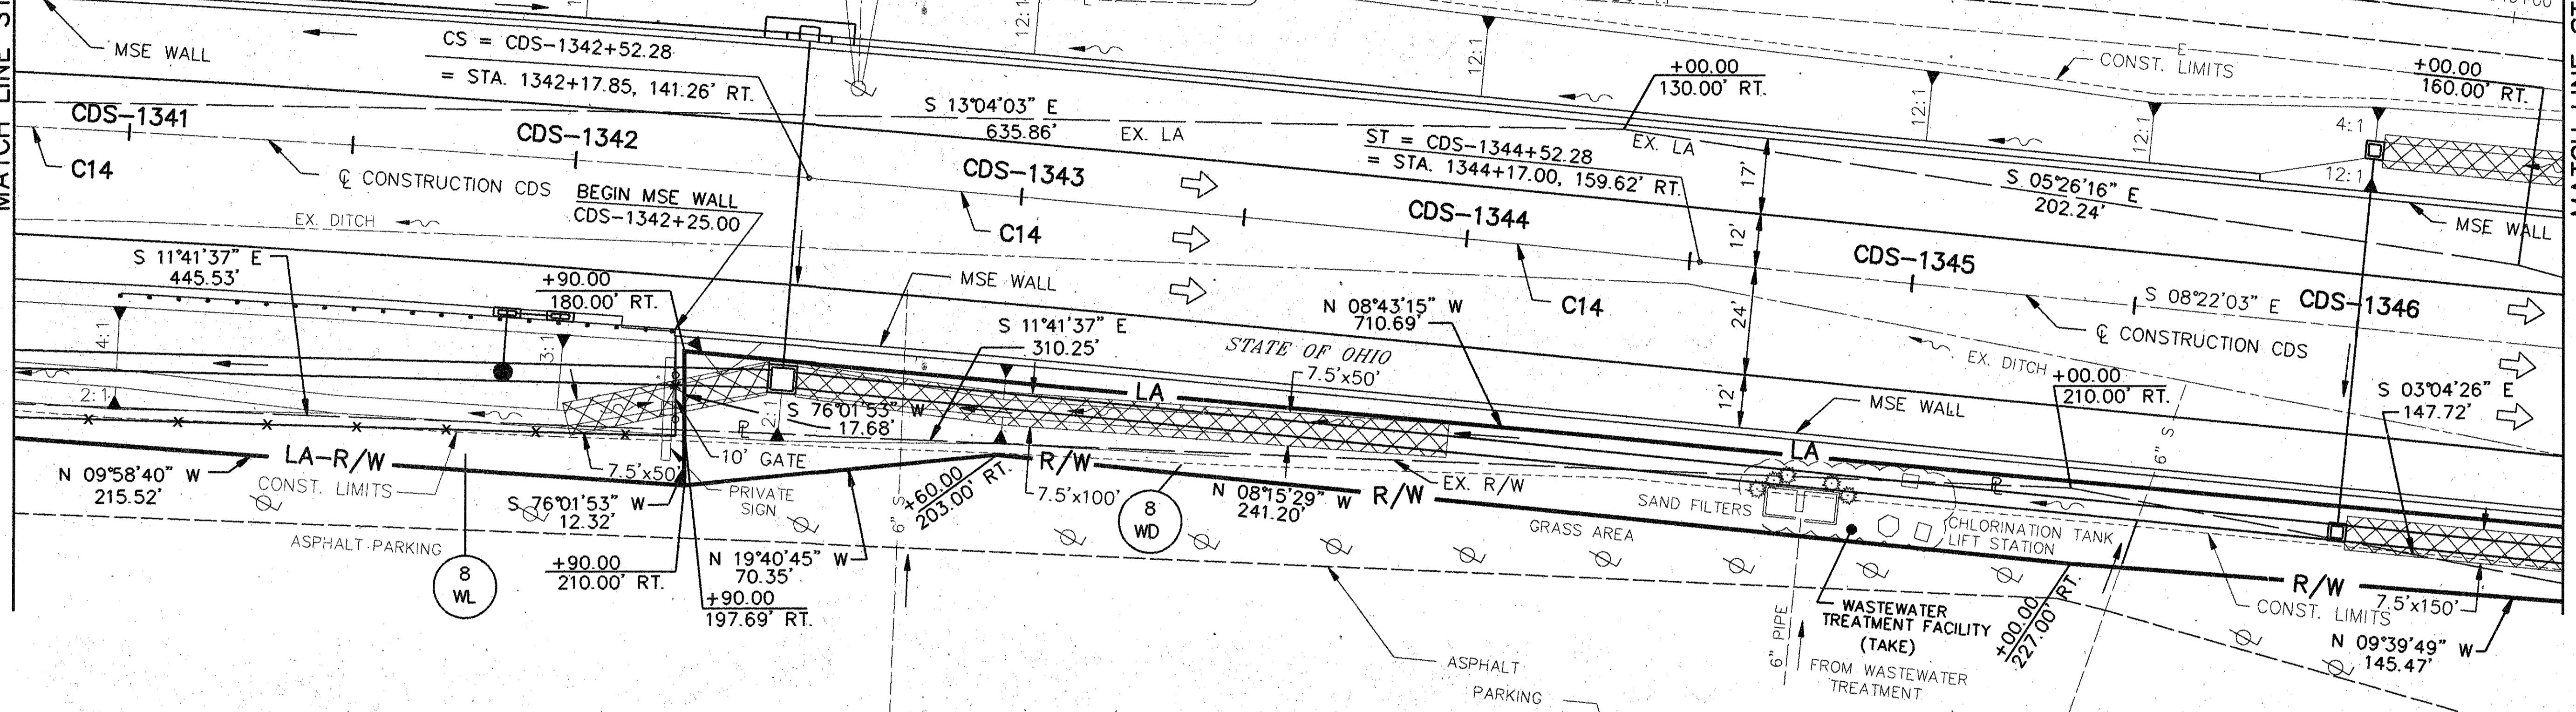 MSE WALL
CS = CDS-1342+52.28
= STA. 1342+17.85, 141.26' RT.
12:1
12:1
+00.00
130.00' RT.
12:1
12:1
E
CONST. LIMITS
+00.00
160.00' RT.
4:1
12:1
CDS-1341
C14
CDS-1342
℄ CONSTRUCTION CDS
S 13°04'03" E
635.86'
EX. LA
CDS-1343
C14
ST = CDS-1344+52.28
= STA. 1344+17.00, 159.62' RT.
EX. LA
17'
12'
24'
12'
S 05°26'16" E
202.24'
MSE WALL
BEGIN MSE WALL
CDS-1342+25.00
EX. DITCH
CDS-1344
C14
CDS-1345
S 08°22'03" E
CDS-1346
℄ CONSTRUCTION CDS
S 11°41'37" E
445.53'
+90.00
180.00' RT.
MSE WALL
S 11°41'37" E
310.25'
STATE OF OHIO
N 08°43'15" W
710.69'
7.5'x50'
EX. DITCH
+00.00
210.00' RT.
MSE WALL
S 03°04'26" E
147.72'
4:1
3:1
2:1
2:1
S 76°01'53" W
17.68'
LA
LA
LA-R/W
N 09°58'40" W
215.52'
CONST. LIMITS
7.5'x50'
10' GATE
PRIVATE
SIGN
S 76°01'53" W
12.32'
6" S
+60.00
203.00' RT.
R/W
7.5'x100'
N 08°15'29" W
241.20'
R/W
EX. R/W
SAND FILTERS
GRASS AREA
CHLORINATION TANK
LIFT STATION
6" S
ASPHALT PARKING
8
WL
+90.00
210.00' RT.
N 19°40'45" W
70.35'
+90.00
197.69' RT.
8
WD
ASPHALT
PARKING
6" PIPE
FROM WASTEWATER
TREATMENT
WASTEWATER
TREATMENT FACILITY
(TAKE)
+00.00
227.00' RT.
R/W
CONST. LIMITS
7.5'x150'
N 09°39'49" W
145.47'